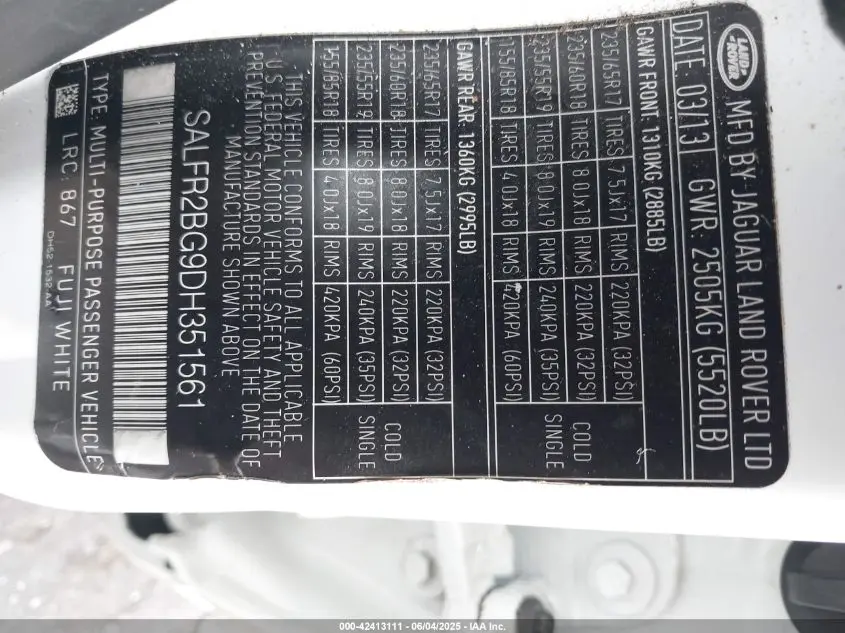 LAND
ROVER
MFD BY JAGUAR LAND ROVER LTD
DATE: 03/13 GWR: 2505KG (5520LB)
GAWR FRONT: 1310KG (2885LB)
235/65R17 TIRES 7.5Jx17 RIMS 220KPA (32PSI)
235/60R18 TIRES 8.0Jx18 RIMS 220KPA (32PSI) COLD
235/55R19 TIRES 8.0Jx19 RIMS 240KPA (35PSI) SINGLE
155/85R18 TIRES 4.0Jx18 RIMS 420KPA (60PSI)
GAWR REAR: 1360KG (2995LB)
235/65R17 TIRES 7.5Jx17 RIMS 220KPA (32PSI)
235/60R18 TIRES 8.0Jx18 RIMS 220KPA (32PSI) COLD
235/55R19 TIRES 8.0Jx19 RIMS 240KPA (35PSI) SINGLE
155/85R18 TIRES 4.0Jx18 RIMS 420KPA (60PSI)
THIS VEHICLE CONFORMS TO ALL APPLICABLE
U.S. FEDERAL MOTOR VEHICLE SAFETY AND THEFT
PREVENTION STANDARDS IN EFFECT ON THE DATE OF
MANUFACTURE SHOWN ABOVE
SALFR2BG9DH351561
TYPE: MULTI-PURPOSE PASSENGER VEHICLE
LRC: 867 FUJI WHITE
DH52-1532-AA
000-42413111 - 06/04/2025 - IAA Inc.